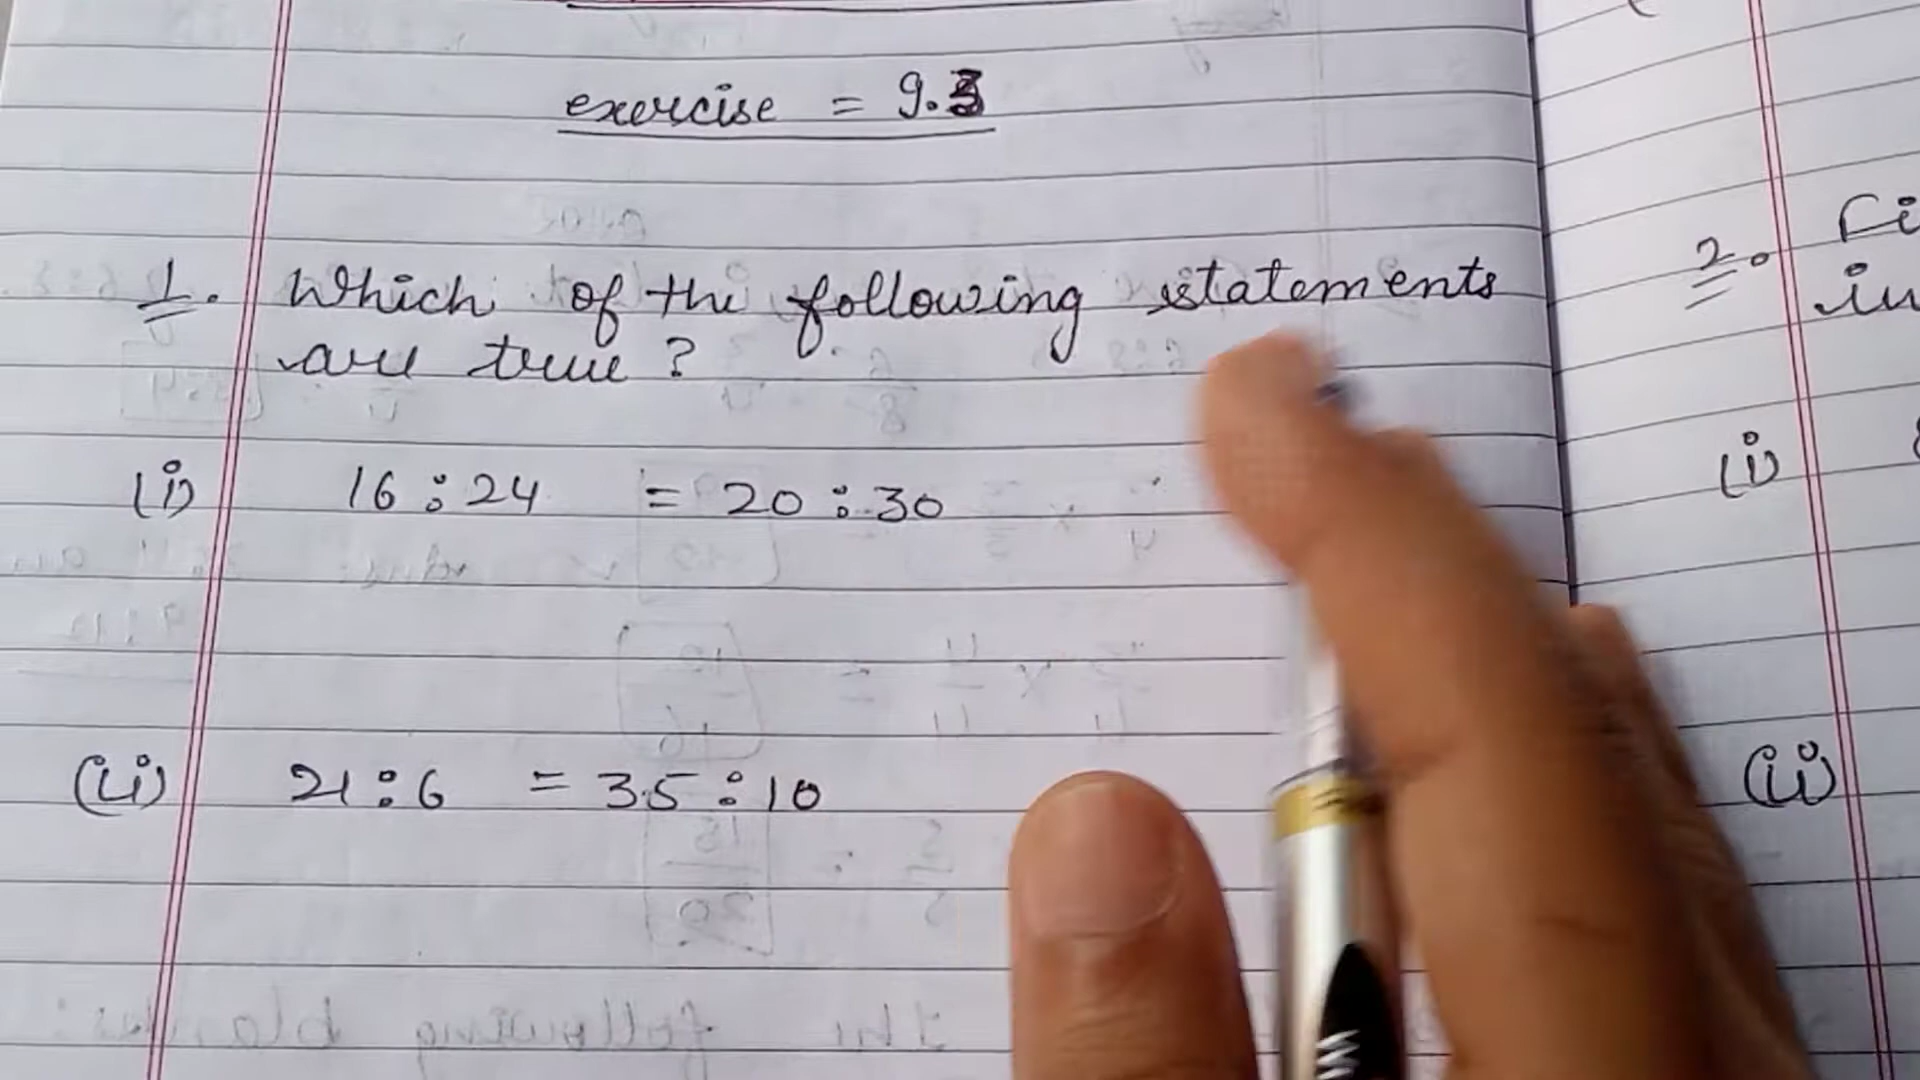 exercise = 9.3
1. Which of the following statements
are true?
(i) 16 : 24 = 20 : 30
(ii) 21 : 6 = 35 : 10
2.
(i)
(ii)